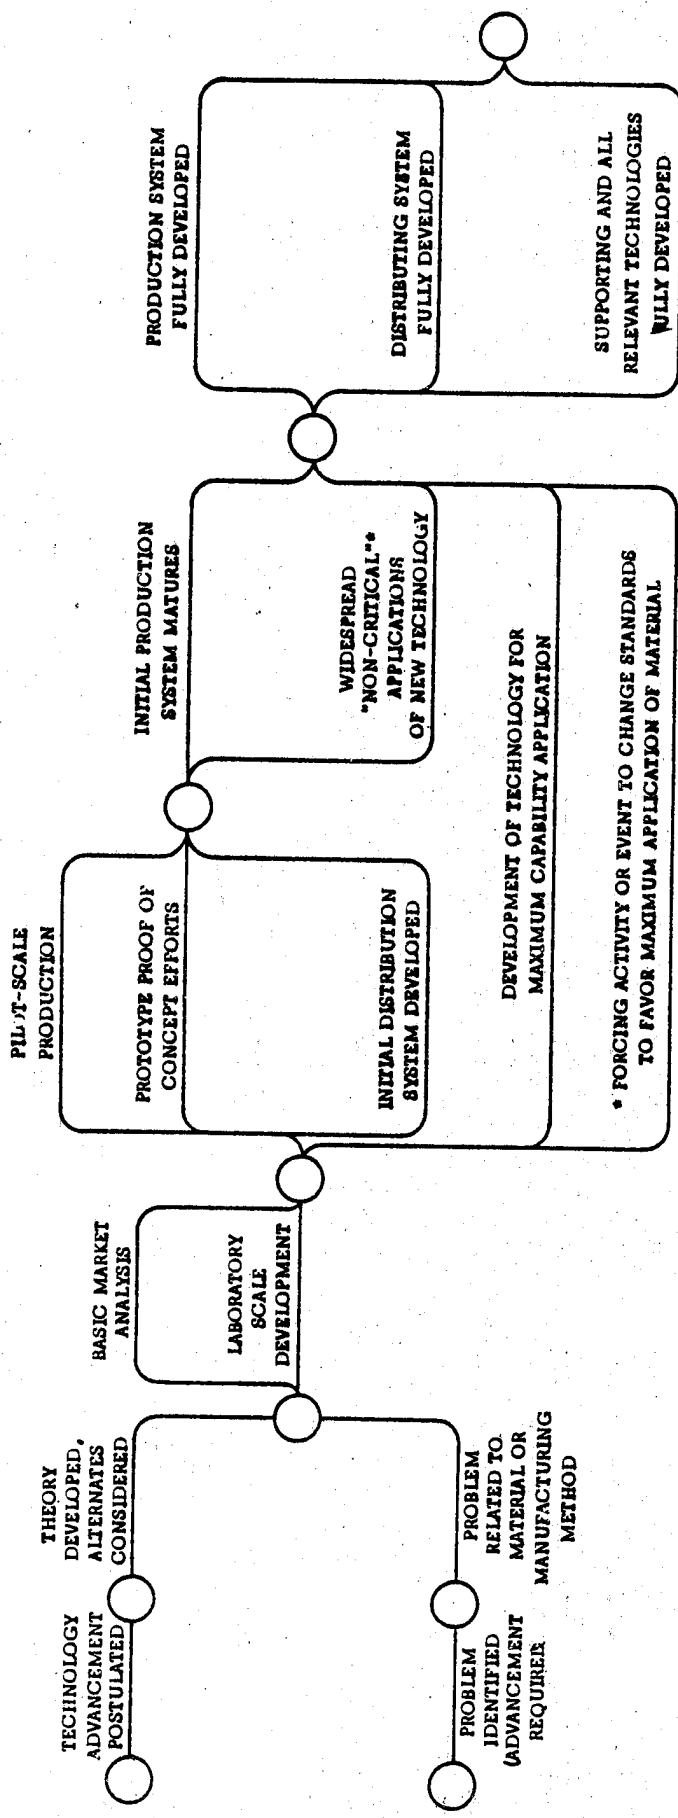 TECHNOLOGY
ADVANCEMENT
POSTULATED
THEORY
DEVELOPED,
ALTERNATES
CONSIDERED
PROBLEM
IDENTIFIED
(ADVANCEMENT
REQUIRED
PROBLEM
RELATED TO
MATERIAL OR
MANUFACTURING
METHOD
BASIC MARKET
ANALYSIS
LABORATORY
SCALE
DEVELOPMENT
PILOT-SCALE
PRODUCTION
PROTOTYPE PROOF OF
CONCEPT EFFORTS
INITIAL DISTRIBUTION
SYSTEM DEVELOPED
INITIAL PRODUCTION
SYSTEM MATURES
WIDESPREAD
"NON-CRITICAL"*
APPLICATIONS
OF NEW TECHNOLOGY
DEVELOPMENT OF TECHNOLOGY FOR
MAXIMUM CAPABILITY APPLICATION
* FORCING ACTIVITY OR EVENT TO CHANGE STANDARDS
TO FAVOR MAXIMUM APPLICATION OF MATERIAL
PRODUCTION SYSTEM
FULLY DEVELOPED
DISTRIBUTING SYSTEM
FULLY DEVELOPED
SUPPORTING AND ALL
RELEVANT TECHNOLOGIES
FULLY DEVELOPED